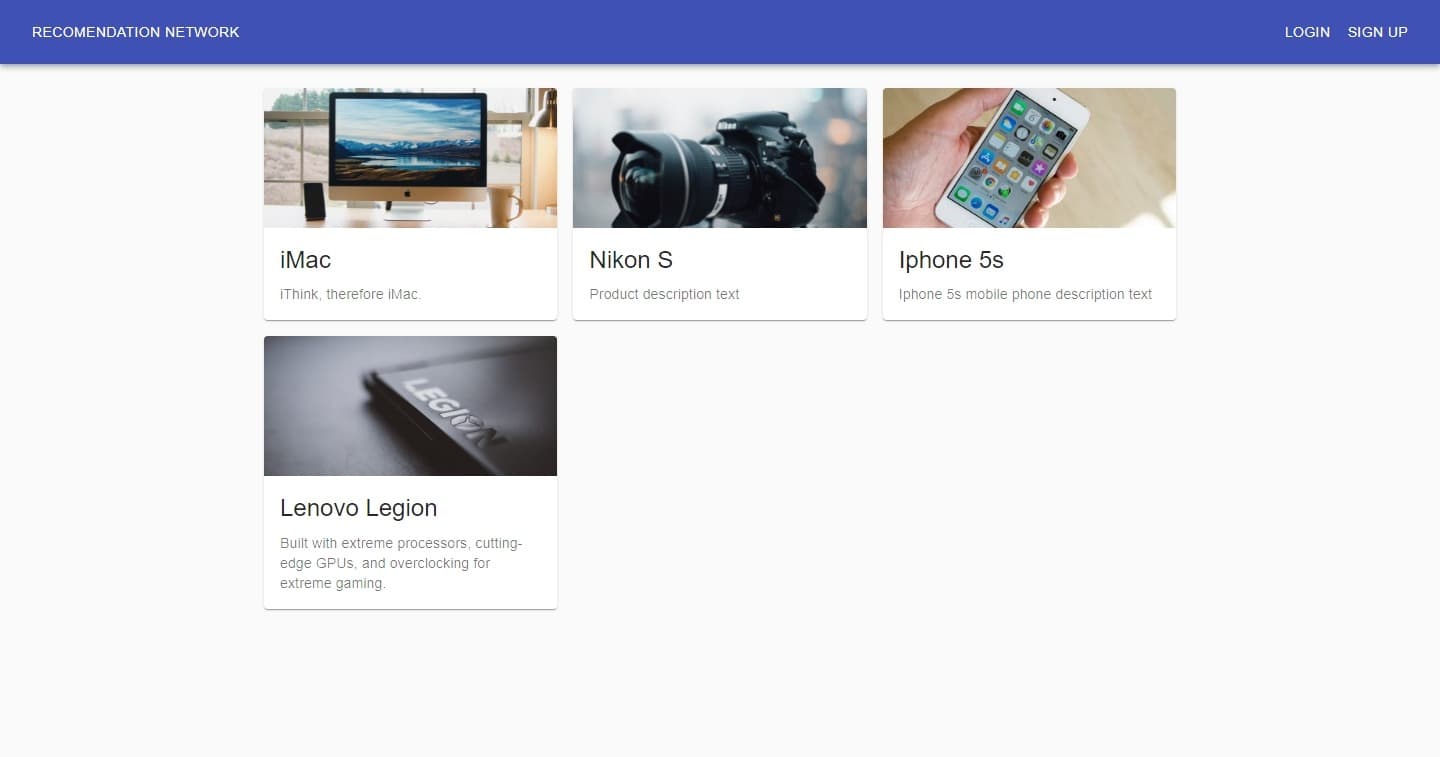 RECOMENDATION NETWORK
LOGIN SIGN UP
iMac
iThink, therefore iMac.
Nikon S
Product description text
Iphone 5s
Iphone 5s mobile phone description text
LEGION
Lenovo Legion
Built with extreme processors, cutting-
edge GPUs, and overclocking for
extreme gaming.